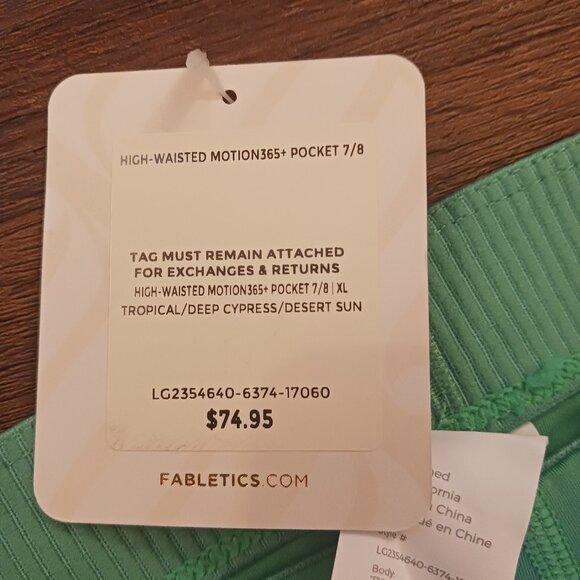 HIGH-WAISTED MOTION365+ POCKET 7/8
TAG MUST REMAIN ATTACHED
FOR EXCHANGES & RETURNS
HIGH-WAISTED MOTION365+ POCKET 7/8 | XL
TROPICAL/DEEP CYPRESS/DESERT SUN
LG2354640-6374-17060
$74.95
FABLETICS.COM
China
en Chine
Style #
LG2354640-6374
Body